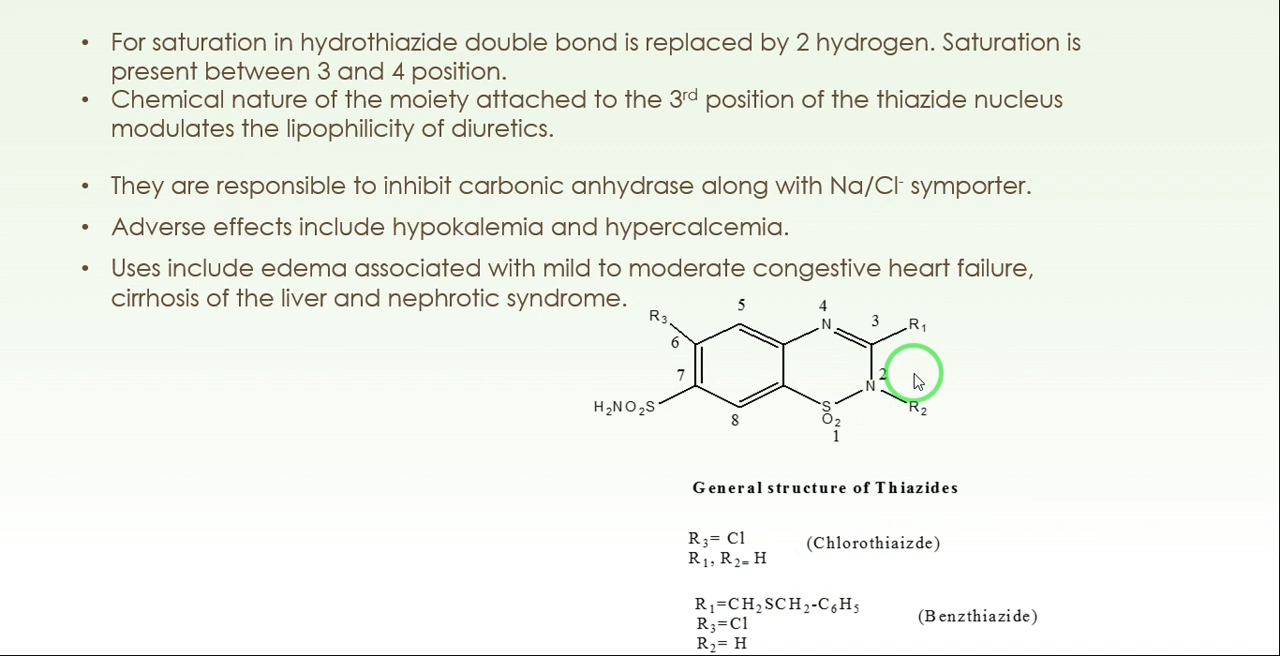 • For saturation in hydrothiazide double bond is replaced by 2 hydrogen. Saturation is
present between 3 and 4 position.
• Chemical nature of the moiety attached to the 3rd position of the thiazide nucleus
modulates the lipophilicity of diuretics.
• They are responsible to inhibit carbonic anhydrase along with Na/Cl- symporter.
• Adverse effects include hypokalemia and hypercalcemia.
• Uses include edema associated with mild to moderate congestive heart failure,
cirrhosis of the liver and nephrotic syndrome.
5 4
R3 N 3 R1
6
7 2
N
H2NO2S S R2
8 O2
1
General structure of Thiazides
R3= Cl (Chlorothiaizde)
R1, R2= H
R1=CH2SCH2-C6H5
R3=Cl (Benzthiazide)
R2= H